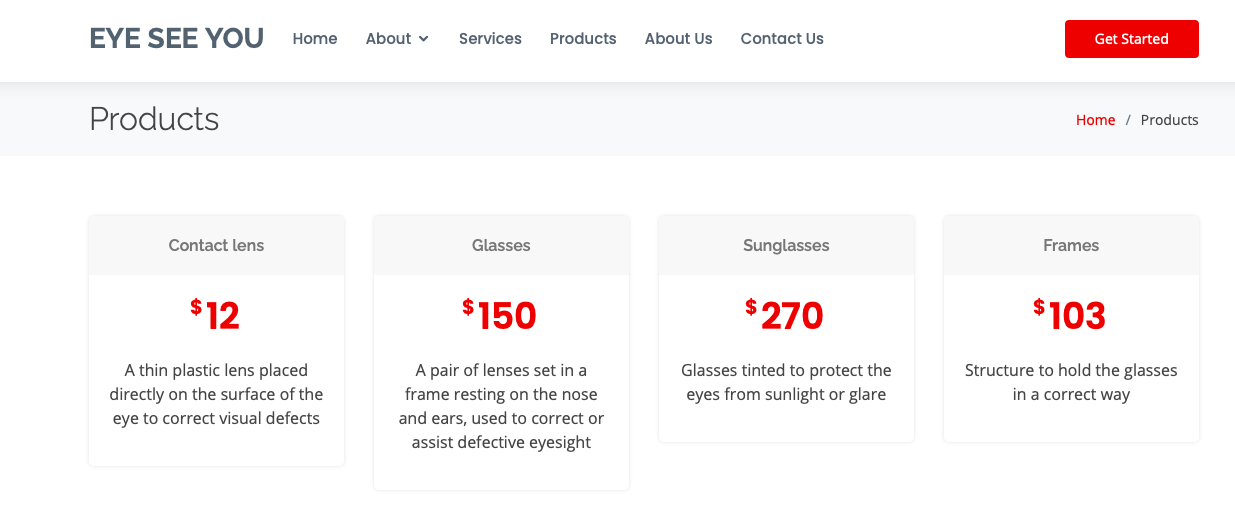 EYE SEE YOU Home About Services Products About Us Contact Us Get Started
Products Home / Products
Contact lens
$12
A thin plastic lens placed
directly on the surface of the
eye to correct visual defects
Glasses
$150
A pair of lenses set in a
frame resting on the nose
and ears, used to correct or
assist defective eyesight
Sunglasses
$270
Glasses tinted to protect the
eyes from sunlight or glare
Frames
$103
Structure to hold the glasses
in a correct way